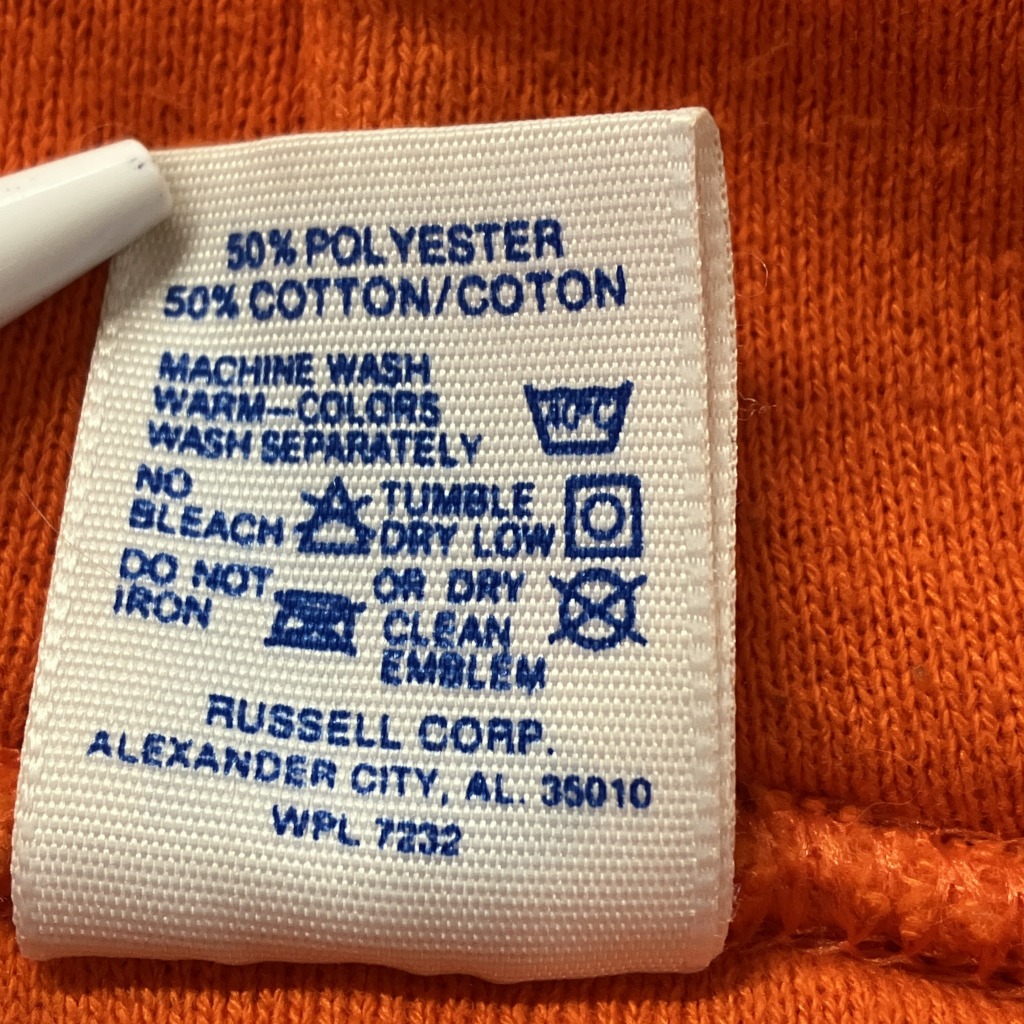 50% POLYESTER
50% COTTON/COTON
MACHINE WASH
WARM—COLORS
WASH SEPARATELY
40°C
NO
BLEACH
TUMBLE
DRY LOW
DO NOT
IRON
OR DRY
CLEAN
EMBLEM
RUSSELL CORP.
ALEXANDER CITY, AL. 35010
WPL 7232